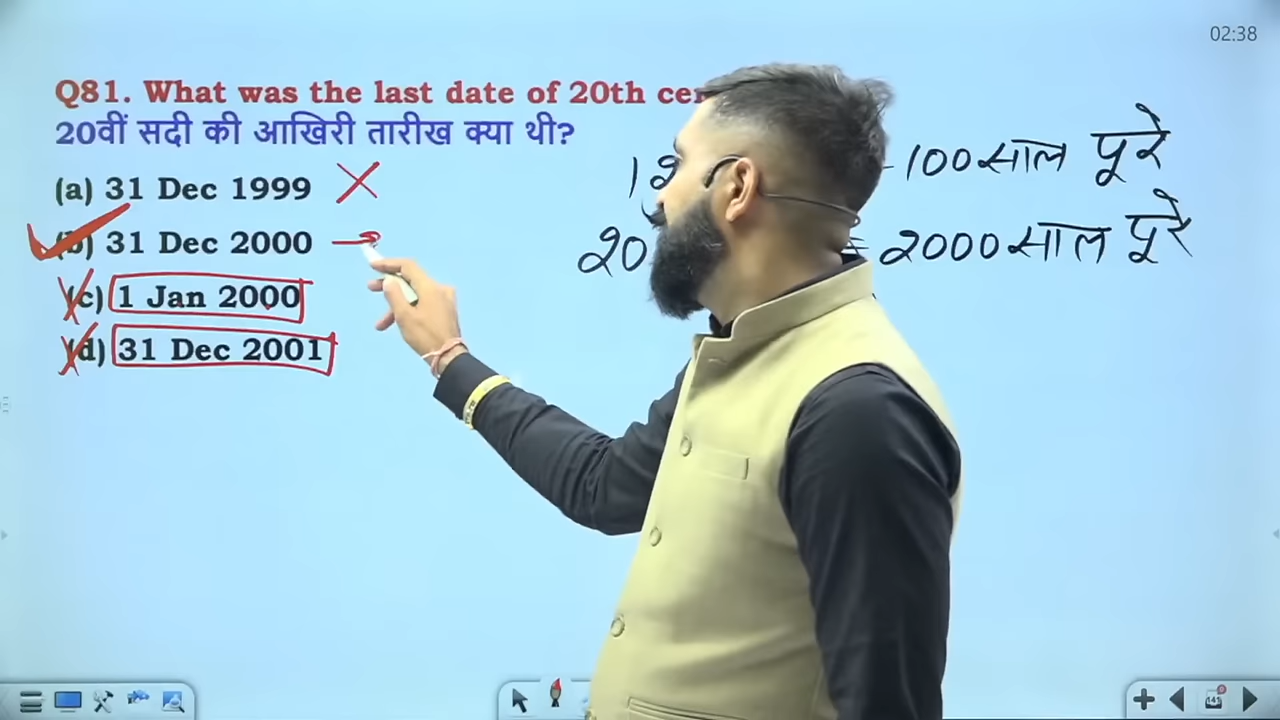 02:38
Q81. What was the last date of 20th
20वीं सदी की आखिरी तारीख क्या थी?
(a) 31 Dec 1999
(b) 31 Dec 2000
(c) 1 Jan 2000
(d) 31 Dec 2001
100 साल पूरे
20 = 2000 साल पूरे